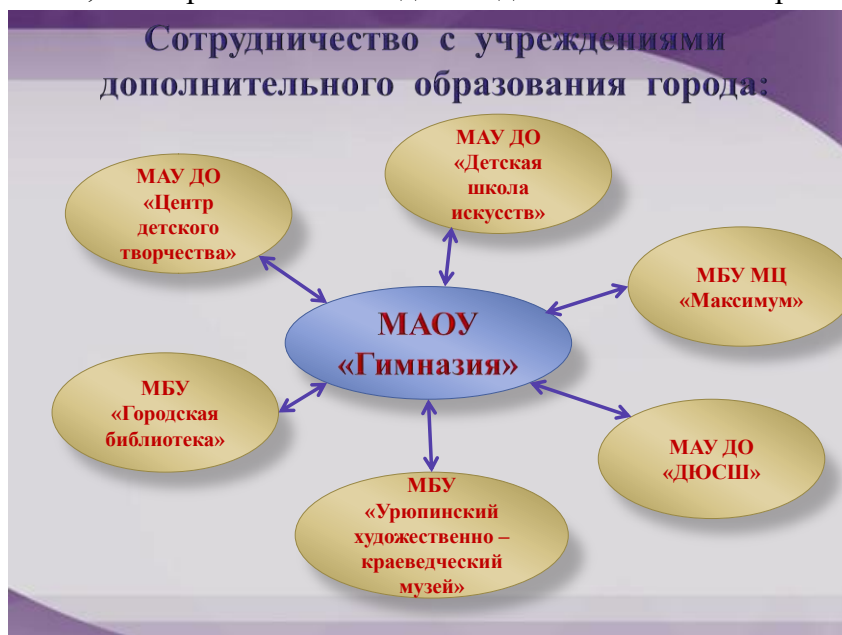 Сотрудничество с учреждениями
дополнительного образования города:
МАУ ДО
«Детская
школа
искусств»
МАУ ДО
«Центр
детского
творчества»
МБУ МЦ
«Максимум»
МАОУ
«Гимназия»
МБУ
«Городская
библиотека»
МАУ ДО
«ДЮСШ»
МБУ
«Урюпинский
художественно –
краеведческий
музей»